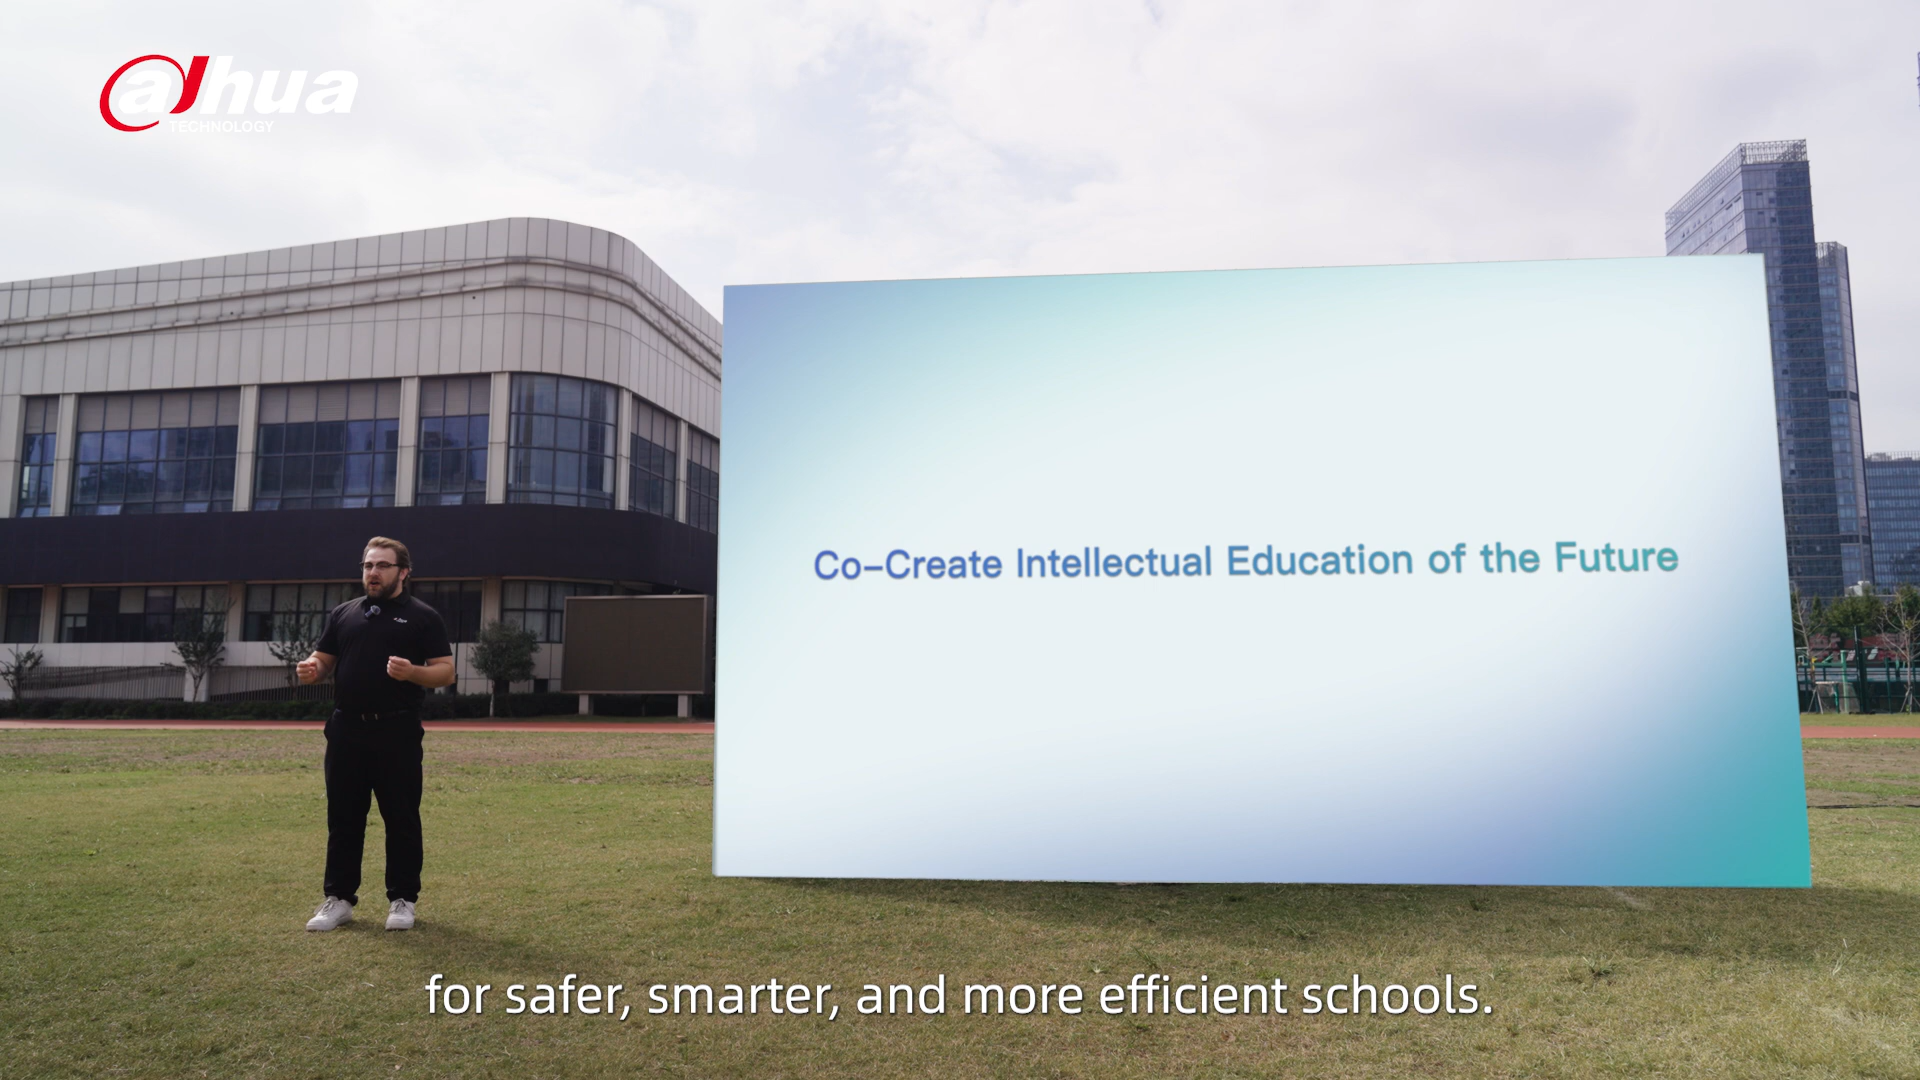 alhua
TECHNOLOGY
Co-Create Intellectual Education of the Future
for safer, smarter, and more efficient schools.